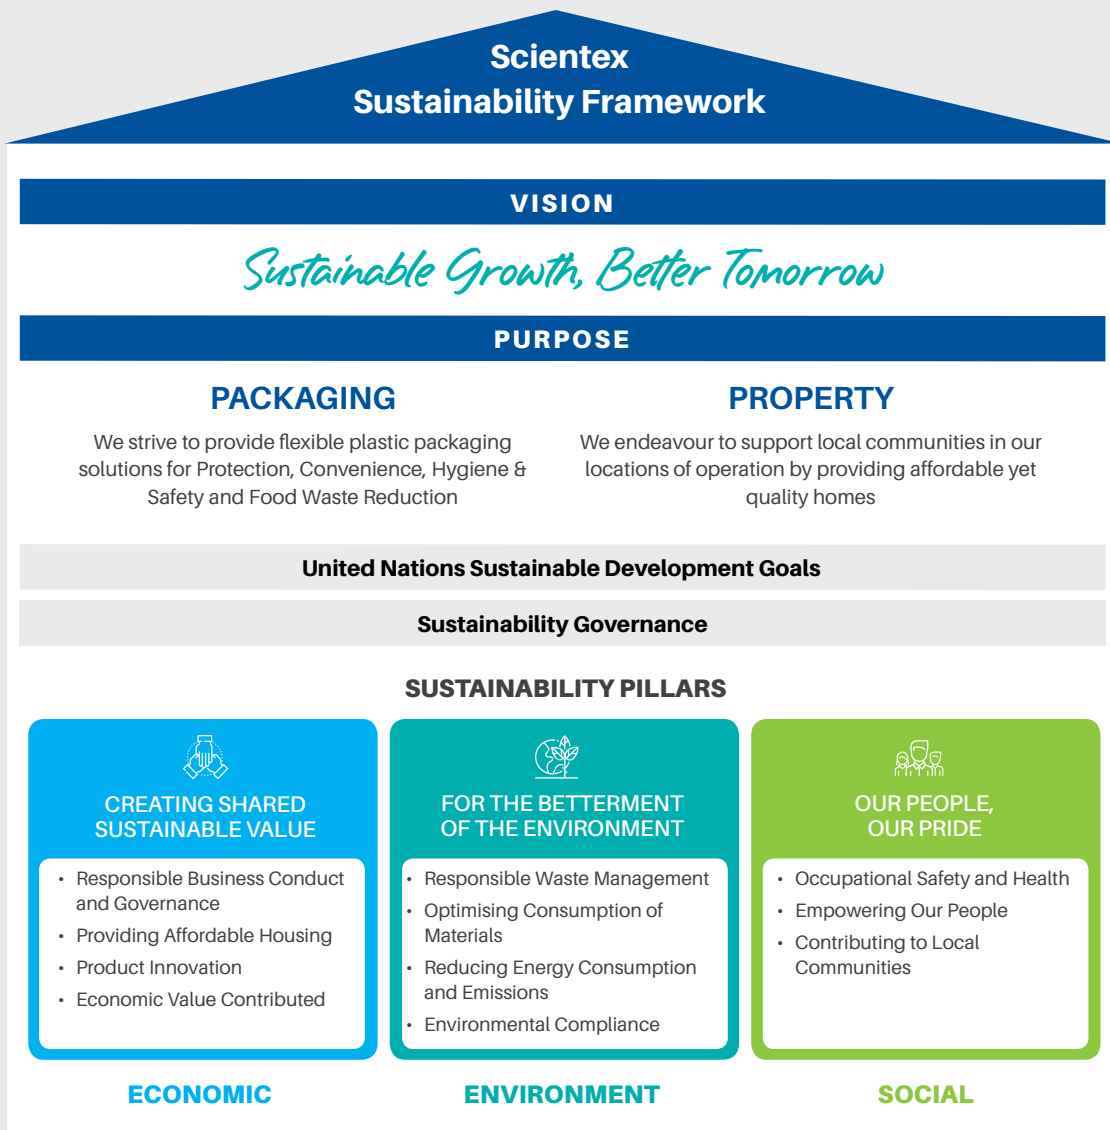 Scientex
Sustainability Framework
VISION
Sustainable Growth, Better Tomorrow
PURPOSE
PACKAGING
We strive to provide flexible plastic packaging
solutions for Protection, Convenience, Hygiene &
Safety and Food Waste Reduction
PROPERTY
We endeavour to support local communities in our
locations of operation by providing affordable yet
quality homes
United Nations Sustainable Development Goals
Sustainability Governance
SUSTAINABILITY PILLARS
CREATING SHARED
SUSTAINABLE VALUE
• Responsible Business Conduct
and Governance
• Providing Affordable Housing
• Product Innovation
• Economic Value Contributed
ECONOMIC
FOR THE BETTERMENT
OF THE ENVIRONMENT
• Responsible Waste Management
• Optimising Consumption of
Materials
• Reducing Energy Consumption
and Emissions
• Environmental Compliance
ENVIRONMENT
OUR PEOPLE,
OUR PRIDE
• Occupational Safety and Health
• Empowering Our People
• Contributing to Local
Communities
SOCIAL